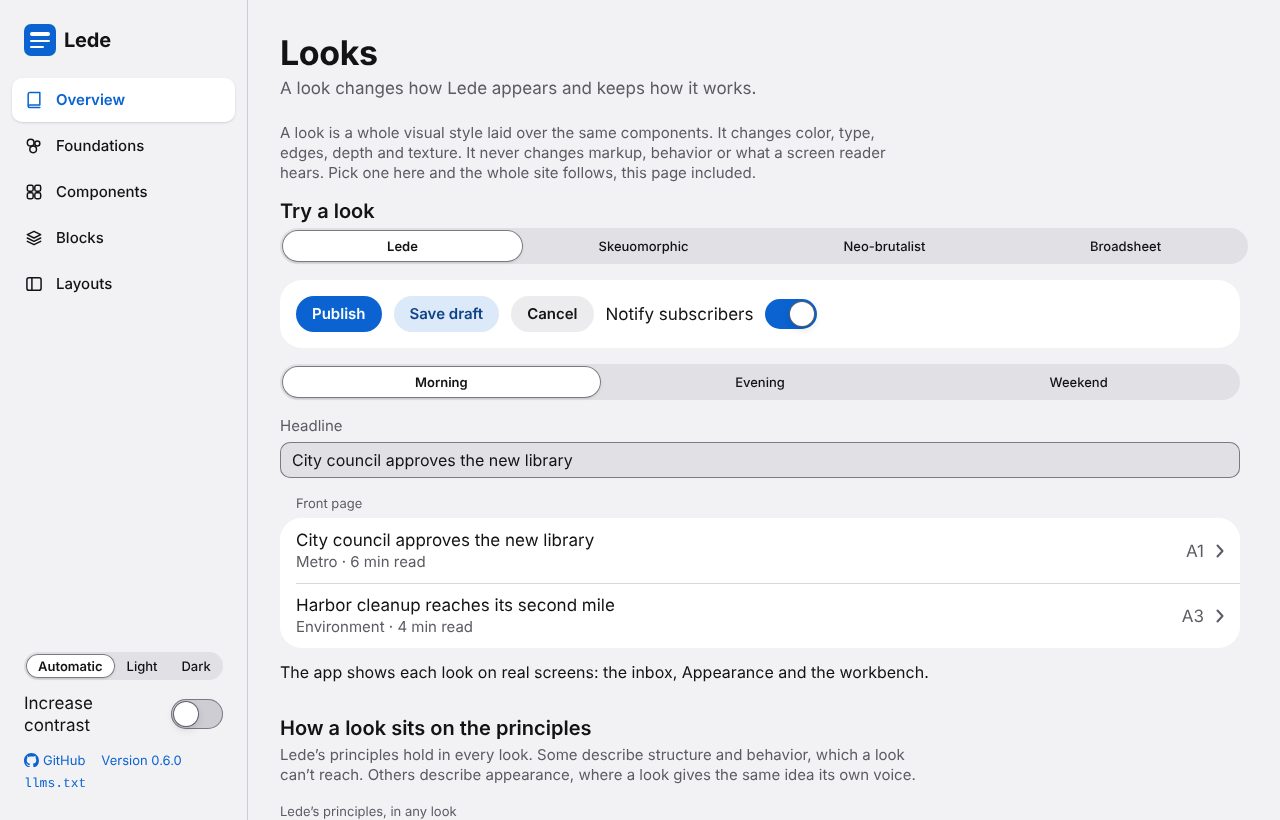 Lede
Overview
Foundations
Components
Blocks
Layouts
Automatic
Light
Dark
Increase
contrast
GitHub
Version 0.6.0
llms.txt
Looks
A look changes how Lede appears and keeps how it works.
A look is a whole visual style laid over the same components. It changes color, type,
edges, depth and texture. It never changes markup, behavior or what a screen reader
hears. Pick one here and the whole site follows, this page included.
Try a look
Lede
Skeuomorphic
Neo-brutalist
Broadsheet
Publish
Save draft
Cancel
Notify subscribers
Morning
Evening
Weekend
Headline
City council approves the new library
Front page
City council approves the new library
Metro · 6 min read
A1
Harbor cleanup reaches its second mile
Environment · 4 min read
A3
The app shows each look on real screens: the inbox, Appearance and the workbench.
How a look sits on the principles
Lede’s principles hold in every look. Some describe structure and behavior, which a look
can’t reach. Others describe appearance, where a look gives the same idea its own voice.
Lede’s principles, in any look